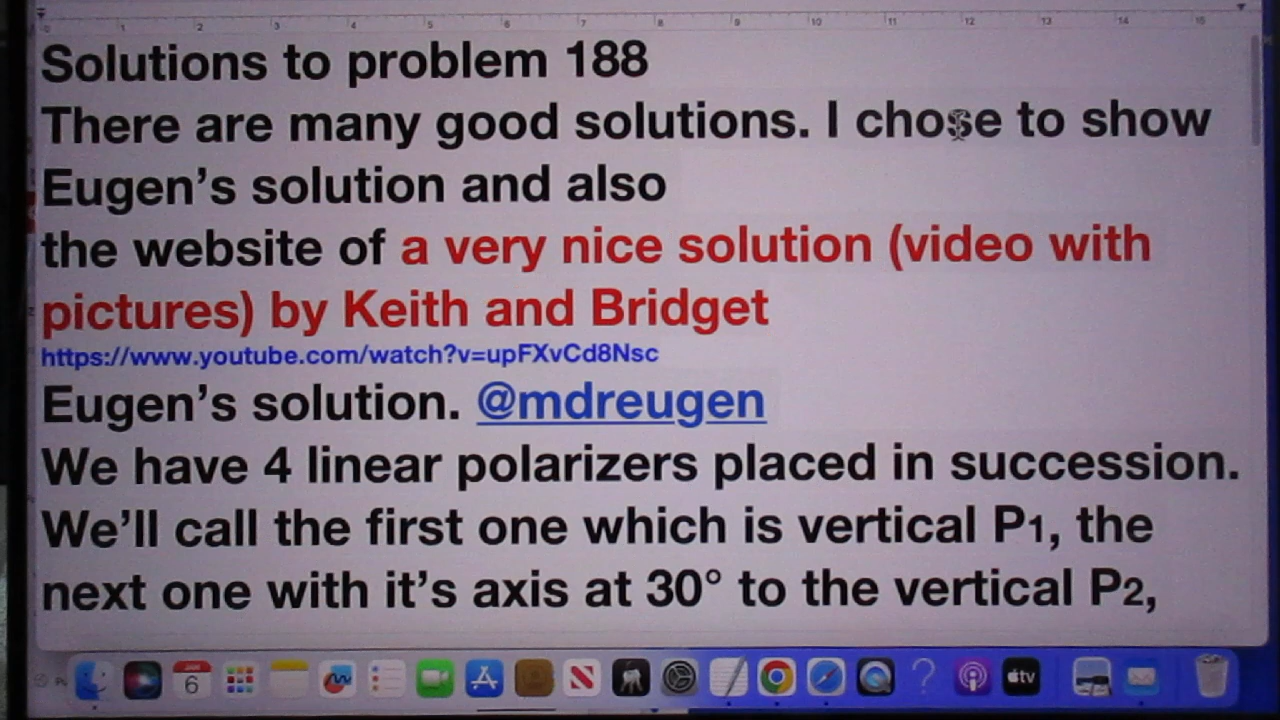 Solutions to problem 188
There are many good solutions. I chose to show
Eugen’s solution and also
the website of a very nice solution (video with
pictures) by Keith and Bridget
https://www.youtube.com/watch?v=upFXvCd8Nsc
Eugen’s solution. @mdreugen
We have 4 linear polarizers placed in succession.
We’ll call the first one which is vertical P1, the
next one with it’s axis at 30° to the vertical P2,
JAN
6
tv